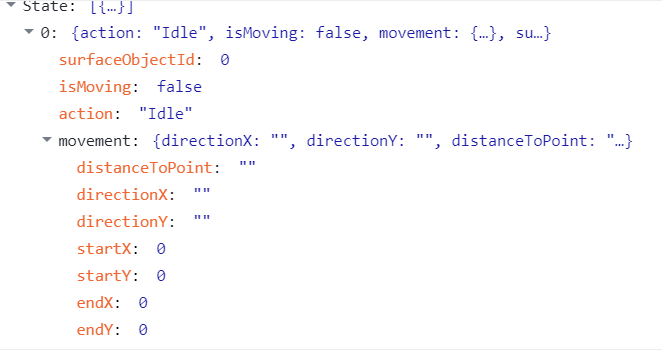 State: [{…}]
0: {action: "Idle", isMoving: false, movement: {…}, su…}
surfaceObjectId: 0
isMoving: false
action: "Idle"
movement: {directionX: "", directionY: "", distanceToPoint: "…}
distanceToPoint: ""
directionX: ""
directionY: ""
startX: 0
startY: 0
endX: 0
endY: 0